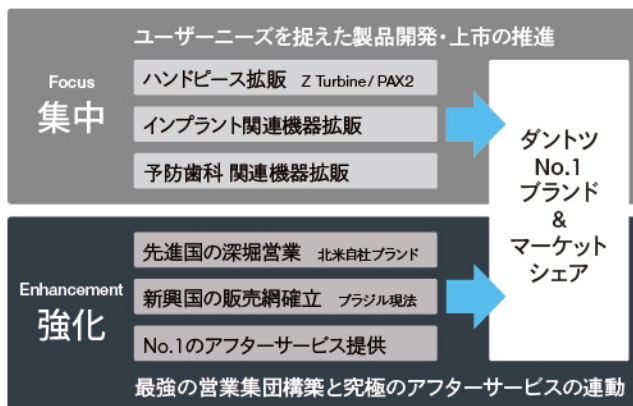 ユーザーニーズを捉えた製品開発・上市の推進
Focus
集中
ハンドピース拡販 Z Turbine/PAX2
インプラント関連機器拡販
予防歯科 関連機器拡販
ダントツ
No.1
ブランド
&
マーケット
シェア
Enhancement
強化
先進国の深堀営業 北米自社ブランド
新興国の販売網確立 ブラジル現法
No.1のアフターサービス提供
最強の営業集団構築と究極のアフターサービスの連動